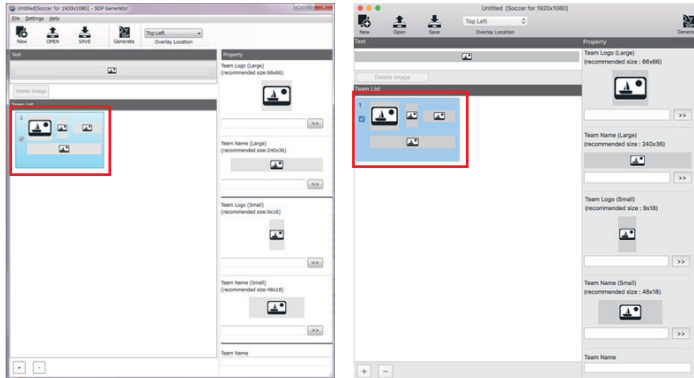 Untitled[Soccer for 1920x1080] - SDP Generator
File Settings Help
New OPEN SAVE Generate Top Left
Overlay Location
Text
Delete Image
Team List
1
+ -
Property
Team Logo (Large)
(recommended size:66x66)
>>
Team Name (Large)
(recommended size:240x36)
>>
Team Logo (Small)
(recommended size:9x18)
>>
Team Name (Small)
(recommended size:48x18)
>>
Team Name
Untitled [Soccer for 1920x1080]
Top Left
New Open Save Overlay Location
Text
Delete Image
Team List
1
+ −
Property
Team Logo (Large)
(recommended size : 66x66)
>>
Team Name (Large)
(recommended size : 240x36)
>>
Team Logo (Small)
(recommended size : 9x18)
>>
Team Name (Small)
(recommended size : 48x18)
>>
Team Name